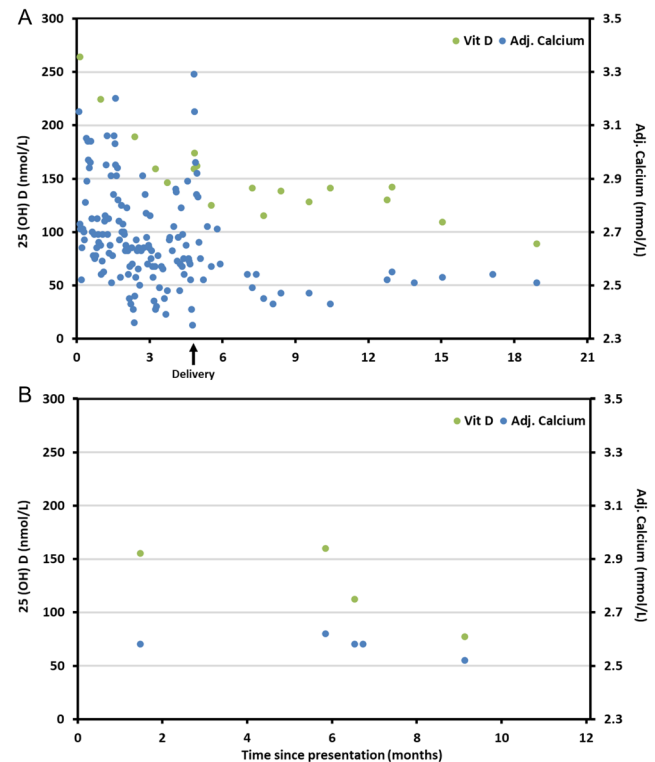 A
300
250
200
150
100
50
0
25 (OH) D (nmol/L)
Vit D Adj. Calcium
3.5
3.3
3.1
2.9
2.7
2.5
2.3
Adj. Calcium (mmol/L)
0 3 6 9 12 15 18 21
Delivery
B
300
250
200
150
100
50
0
25 (OH) D (nmol/L)
Vit D Adj. Calcium
3.5
3.3
3.1
2.9
2.7
2.5
2.3
Adj. Calcium (mmol/L)
0 2 4 6 8 10 12
Time since presentation (months)